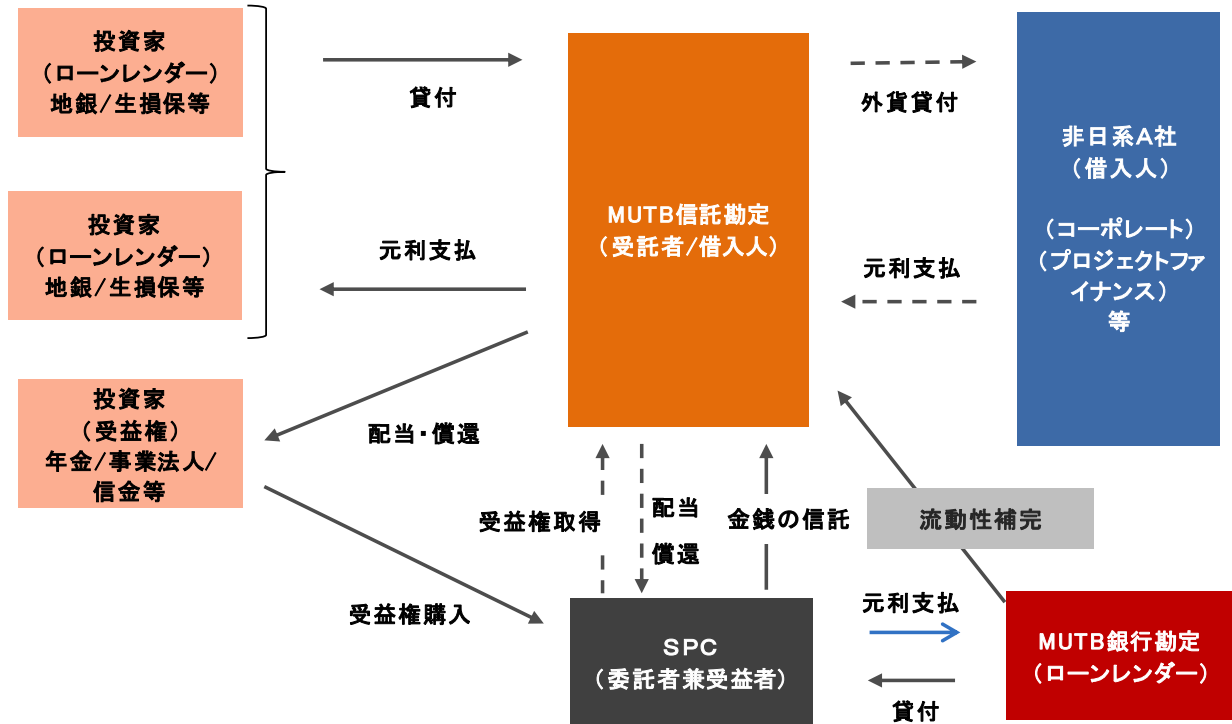 投資家
（ローンレンダー）
地銀/生損保等
投資家
（ローンレンダー）
地銀/生損保等
投資家
（受益権）
年金/事業法人/
信金等
貸付
元利支払
配当・償還
受益権購入
MUTB信託勘定
（受託者/借入人）
外貨貸付
元利支払
非日系A社
（借入人）
（コーポレート）
（プロジェクトファ
イナンス）
等
受益権取得
配当
償還
金銭の信託
流動性補完
SPC
（委託者兼受益者）
元利支払
貸付
MUTB銀行勘定
（ローンレンダー）